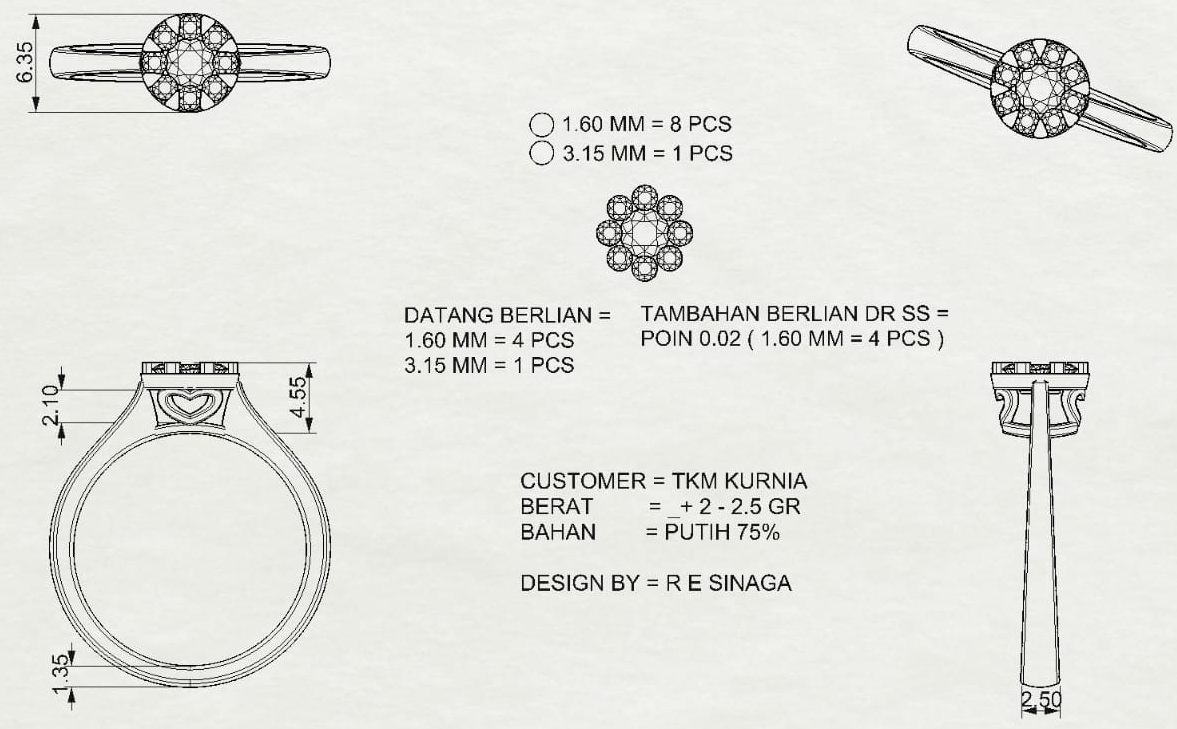 6.35
1.60 MM = 8 PCS
3.15 MM = 1 PCS
DATANG BERLIAN =
1.60 MM = 4 PCS
3.15 MM = 1 PCS
TAMBAHAN BERLIAN DR SS =
POIN 0.02 ( 1.60 MM = 4 PCS )
2.10
4.55
CUSTOMER = TKM KURNIA
BERAT = _+ 2 - 2.5 GR
BAHAN = PUTIH 75%
DESIGN BY = R E SINAGA
1.35
2.50